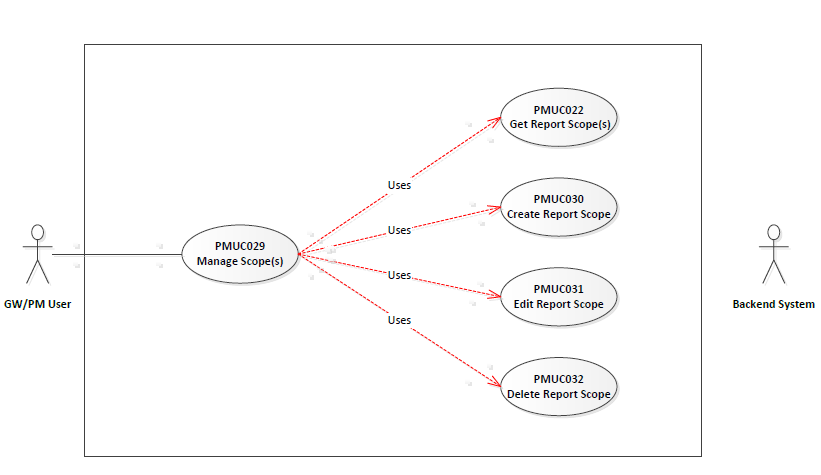 PMUC022
Get Report Scope(s)
Uses
PMUC030
Create Report Scope
Uses
PMUC029
Manage Scope(s)
Uses
PMUC031
Edit Report Scope
GW/PM User
Backend System
Uses
PMUC032
Delete Report Scope